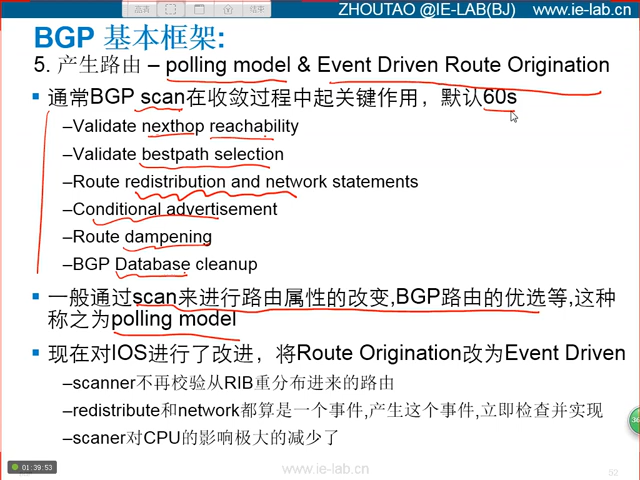 ZHOUTAO @IE-LAB(BJ) www.ie-lab.cn
BGP 基本框架:
5. 产生路由 – polling model & Event Driven Route Origination
通常BGP scan在收敛过程中起关键作用，默认60s
–Validate nexthop reachability
–Validate bestpath selection
–Route redistribution and network statements
–Conditional advertisement
–Route dampening
–BGP Database cleanup
一般通过scan来进行路由属性的改变,BGP路由的优选等,这种
称之为polling model
现在对IOS进行了改进，将Route Origination改为Event Driven
–scanner不再校验从RIB重分布进来的路由
–redistribute和network都算是一个事件,产生这个事件,立即检查并实现
–scaner对CPU的影响极大的减少了
01:39:53
www.ie-lab.cn
52